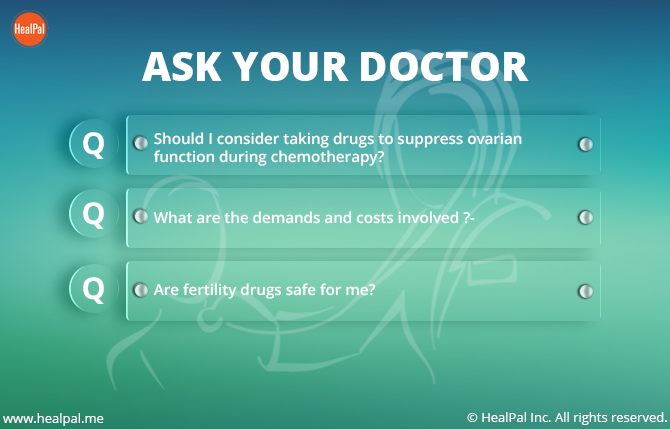 HealPal
ASK YOUR DOCTOR
Q
Should I consider taking drugs to suppress ovarian
function during chemotherapy?
Q
What are the demands and costs involved ?-
Q
Are fertility drugs safe for me?
www.healpal.me
© HealPal Inc. All rights reserved.